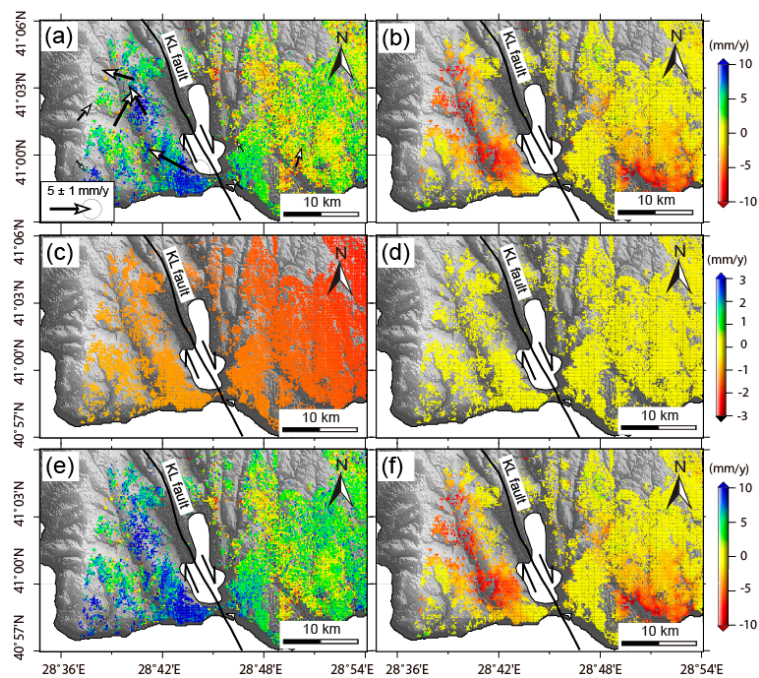 (a)
KL fault
N
5 ± 1 mm/y
10 km
41°06'N
41°03'N
41°00'N
(b)
KL fault
N
10 km
(mm/y)
10
5
0
-5
-10
(c)
KL fault
N
10 km
41°06'N
41°03'N
41°00'N
40°57'N
(d)
KL fault
N
10 km
(mm/y)
3
2
1
0
-1
-2
-3
(e)
KL fault
N
10 km
41°03'N
41°00'N
40°57'N
28°36'E
28°42'E
28°48'E
28°54'E
(f)
KL fault
N
10 km
(mm/y)
10
5
0
-5
-10
28°36'E
28°42'E
28°48'E
28°54'E